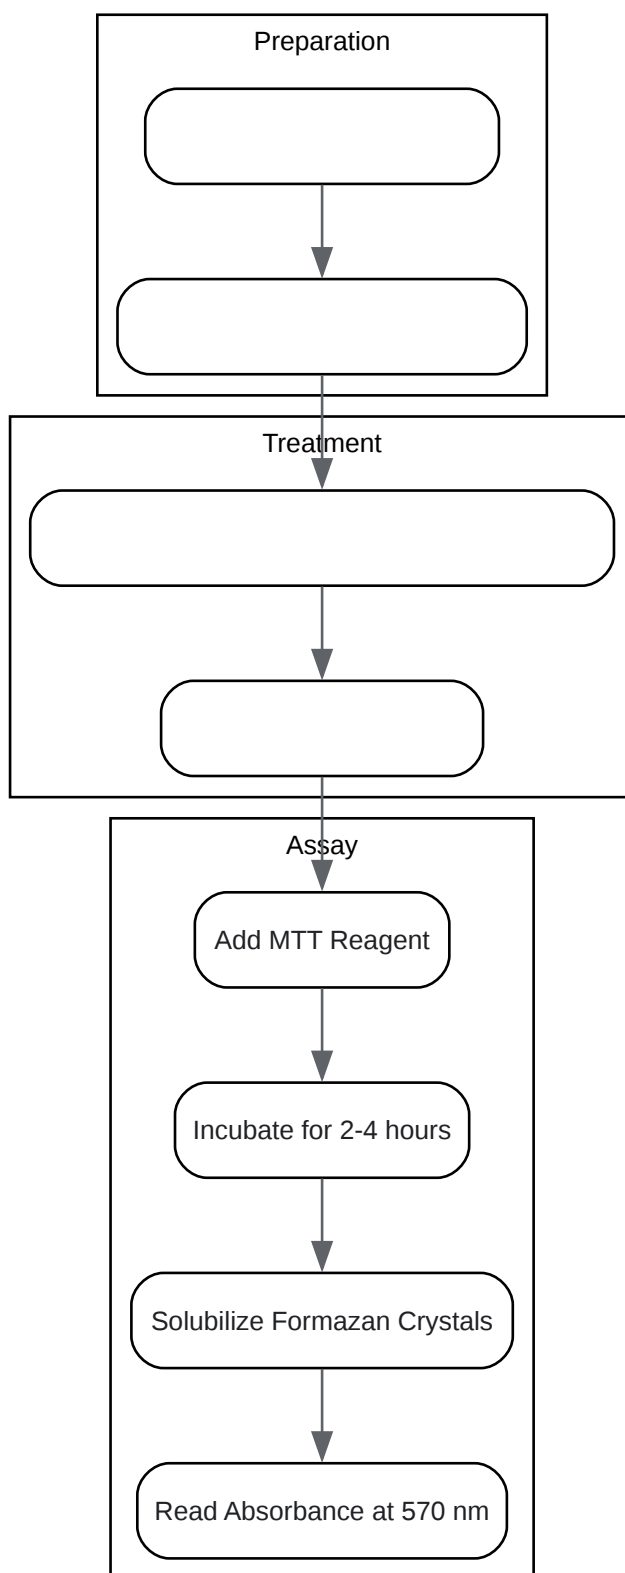 Preparation
Treatment
Assay
Add MTT Reagent
Incubate for 2-4 hours
Solubilize Formazan Crystals
Read Absorbance at 570 nm